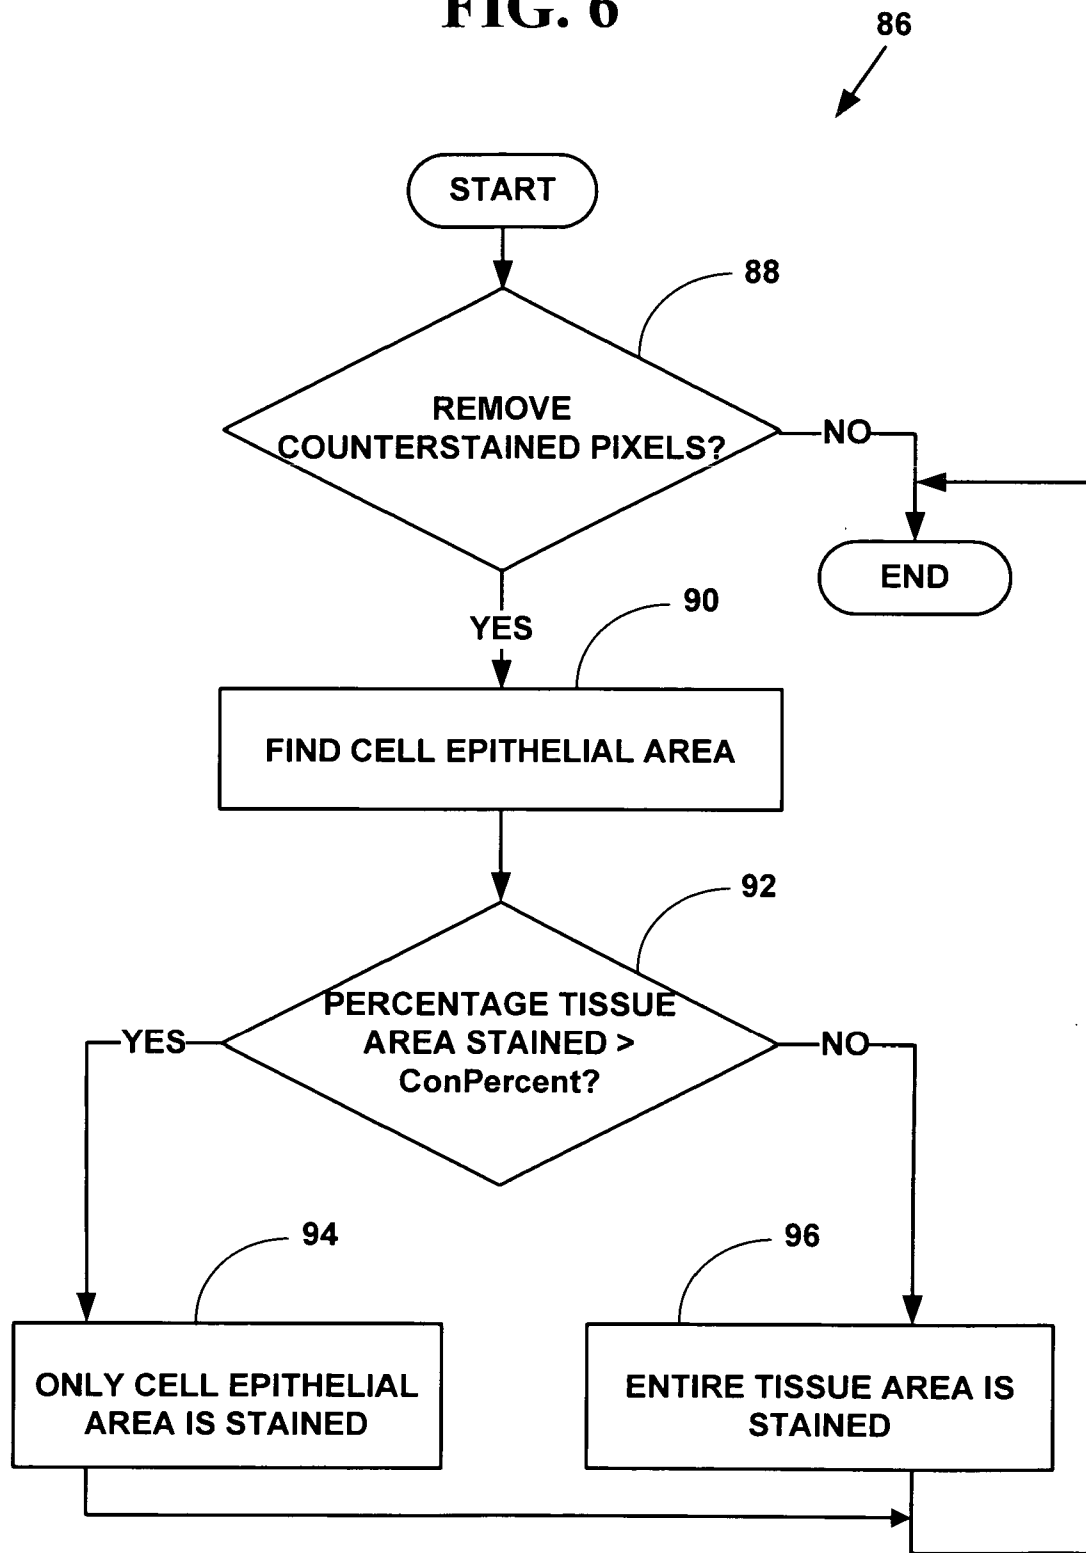 FIG. 6
86
START
88
REMOVE
COUNTERSTAINED PIXELS?
NO
END
YES
90
FIND CELL EPITHELIAL AREA
92
PERCENTAGE TISSUE
AREA STAINED >
ConPercent?
YES
NO
94
96
ONLY CELL EPITHELIAL
AREA IS STAINED
ENTIRE TISSUE AREA IS
STAINED